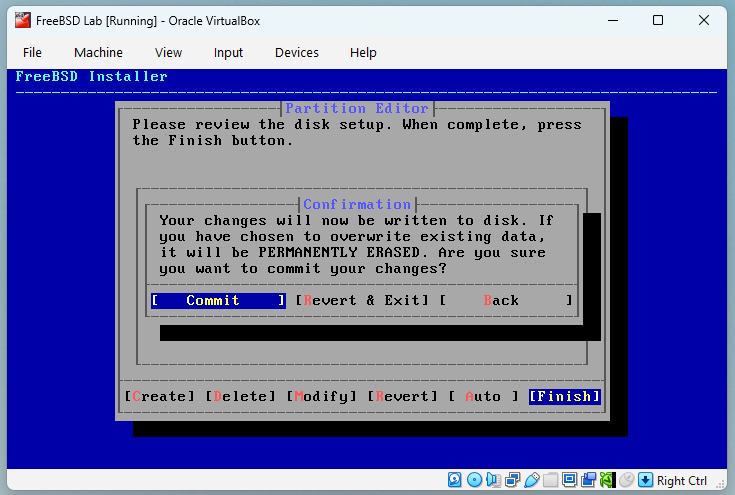 FreeBSD Lab [Running] - Oracle VirtualBox
File Machine View Input Devices Help
FreeBSD Installer
Partition Editor
Please review the disk setup. When complete, press
the Finish button.
Confirmation
Your changes will now be written to disk. If
you have chosen to overwrite existing data,
it will be PERMANENTLY ERASED. Are you sure
you want to commit your changes?
[ Commit ] [Revert & Exit] [ Back ]
[Create] [Delete] [Modify] [Revert] [ Auto ] [Finish]
Right Ctrl